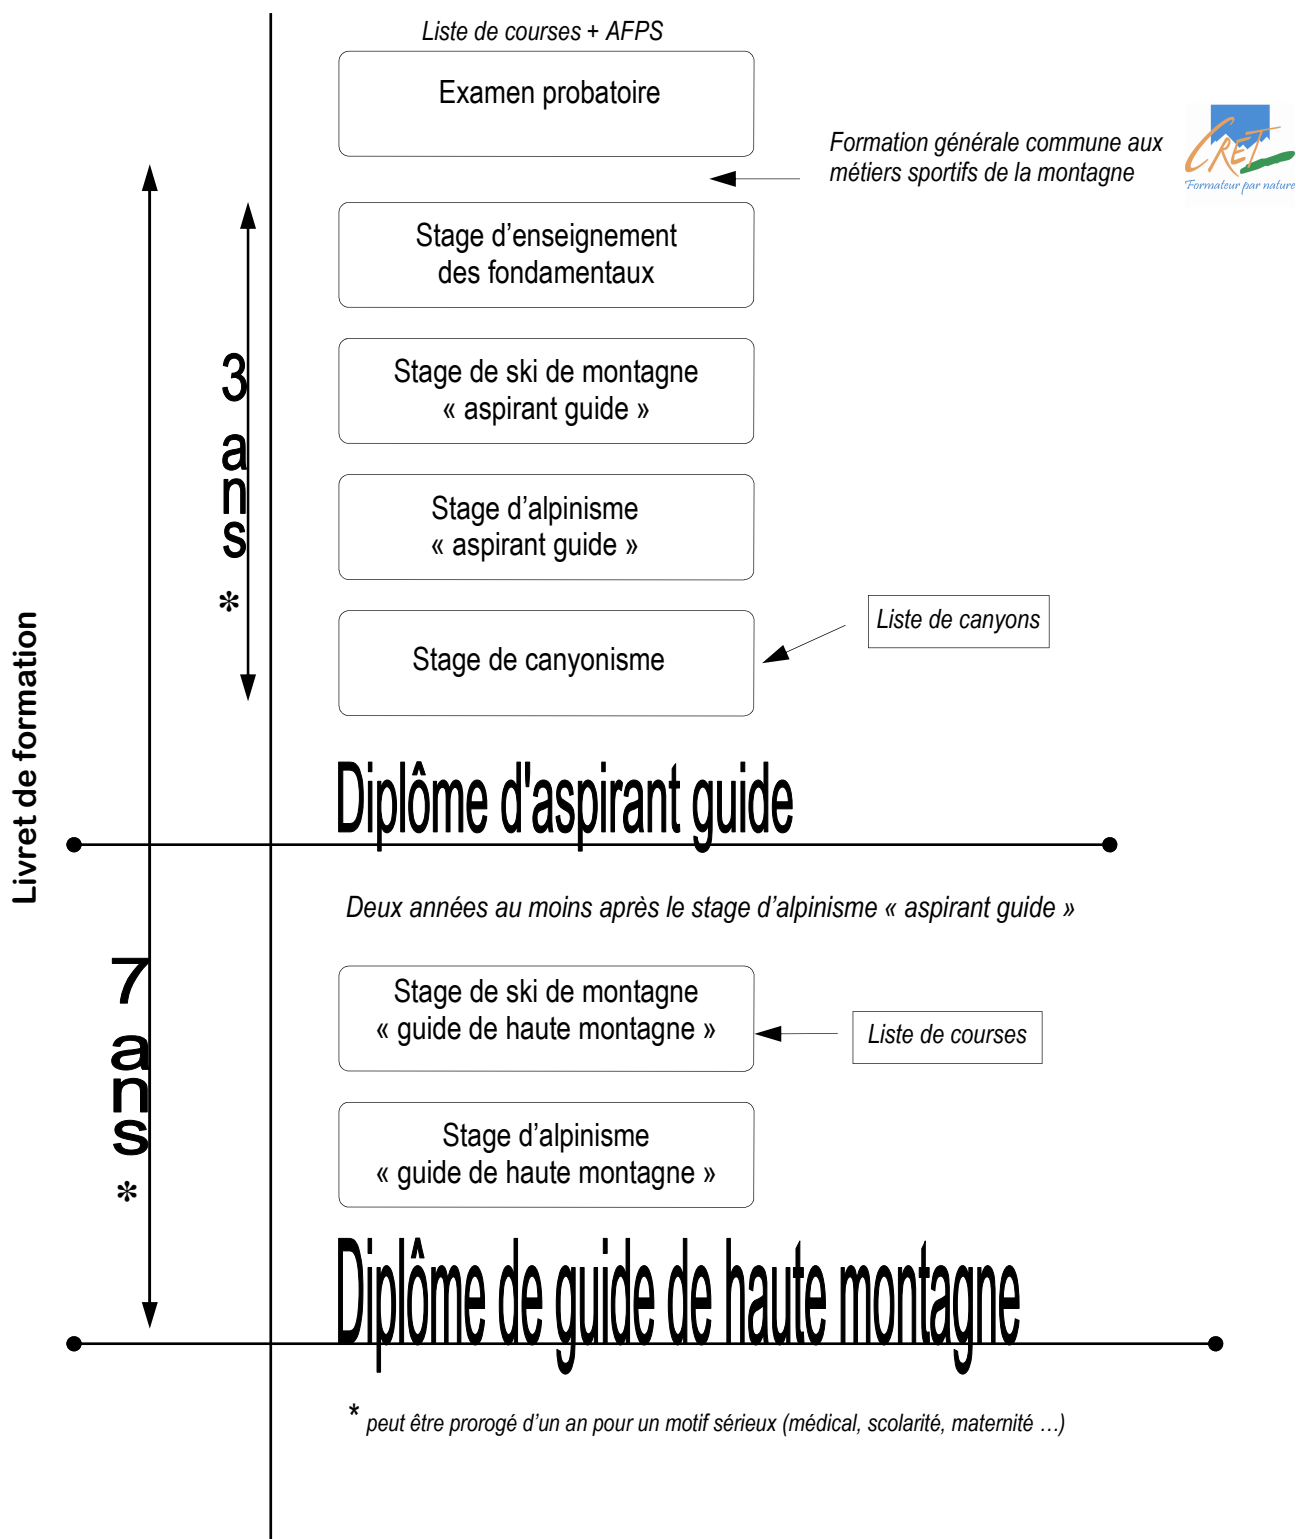 Liste de courses + AFPS
Examen probatoire
Formation générale commune aux
métiers sportifs de la montagne
CRET
Formateur par nature
Stage d’enseignement
des fondamentaux
3 ans *
Stage de ski de montagne
« aspirant guide »
Stage d’alpinisme
« aspirant guide »
Liste de canyons
Stage de canyonisme
Livret de formation
Diplôme d'aspirant guide
Deux années au moins après le stage d’alpinisme « aspirant guide »
7 ans *
Stage de ski de montagne
« guide de haute montagne »
Liste de courses
Stage d’alpinisme
« guide de haute montagne »
Diplôme de guide de haute montagne
* peut être prorogé d’un an pour un motif sérieux (médical, scolarité, maternité …)